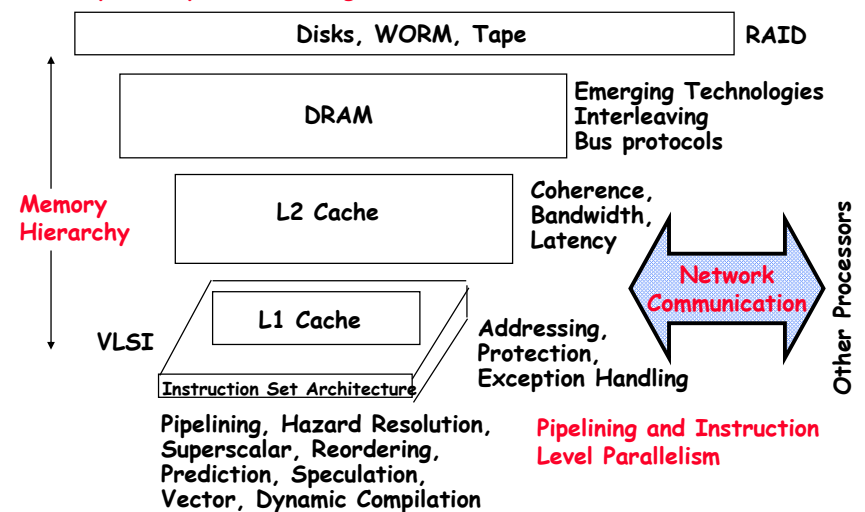 Disks, WORM, Tape
RAID
DRAM
Emerging Technologies
Interleaving
Bus protocols
Memory
Hierarchy
L2 Cache
Coherence,
Bandwidth,
Latency
Network
Communication
Other Processors
L1 Cache
VLSI
Addressing,
Protection,
Exception Handling
Instruction Set Architecture
Pipelining, Hazard Resolution,
Superscalar, Reordering,
Prediction, Speculation,
Vector, Dynamic Compilation
Pipelining and Instruction
Level Parallelism